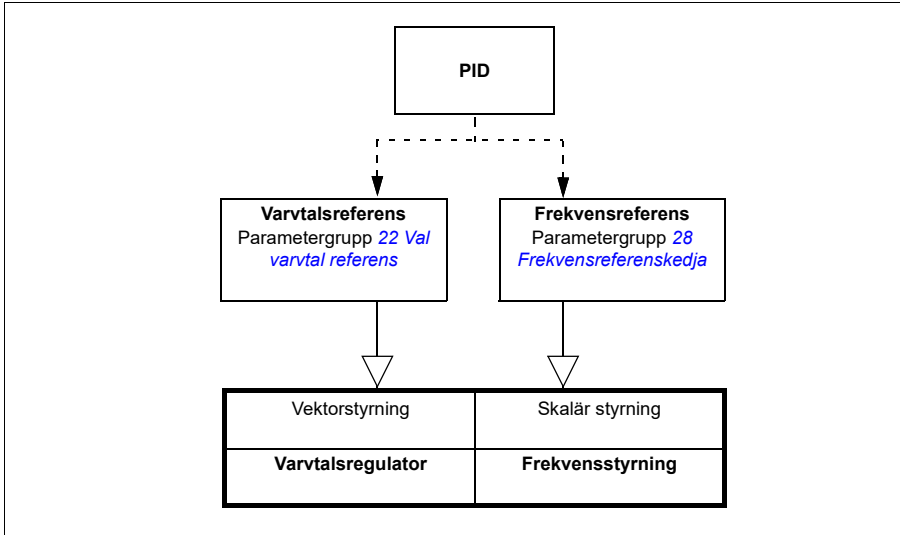 PID
Varvtalsreferens
Parametergrupp 22 Val
varvtal referens
Frekvensreferens
Parametergrupp 28
Frekvensreferenskedja
Vektorstyrning
Skalär styrning
Varvtalsregulator
Frekvensstyrning